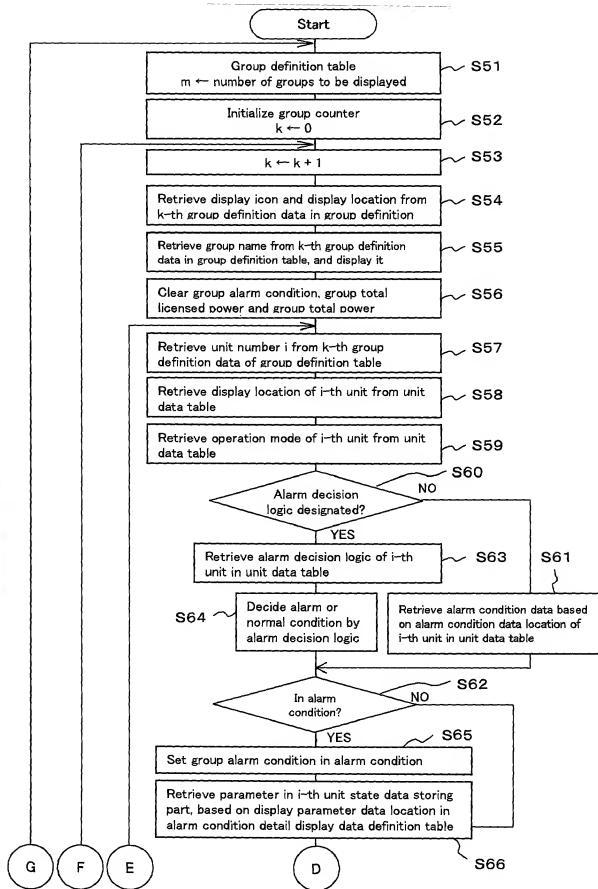 Start
Group definition table
m ← number of groups to be displayed
S51
Initialize group counter
k ← 0
S52
k ← k + 1
S53
Retrieve display icon and display location from
k-th group definition data in group definition
S54
Retrieve group name from k-th group definition
data in group definition table, and display it
S55
Clear group alarm condition, group total
licensed power and group total power
S56
Retrieve unit number i from k-th group
definition data of group definition table
S57
Retrieve display location of i-th unit from unit
data table
S58
Retrieve operation mode of i-th unit from unit
data table
S59
S60
Alarm decision
logic designated?
NO
YES
Retrieve alarm decision logic of i-th
unit in unit data table
S63
S61
S64
Decide alarm or
normal condition by
alarm decision logic
Retrieve alarm condition data based
on alarm condition data location of
i-th unit in unit data table
S62
In alarm
condition?
NO
YES
S65
Set group alarm condition in alarm condition
Retrieve parameter in i-th unit state data storing
part, based on display parameter data location in
alarm condition detail display data definition table
S66
G
F
E
D